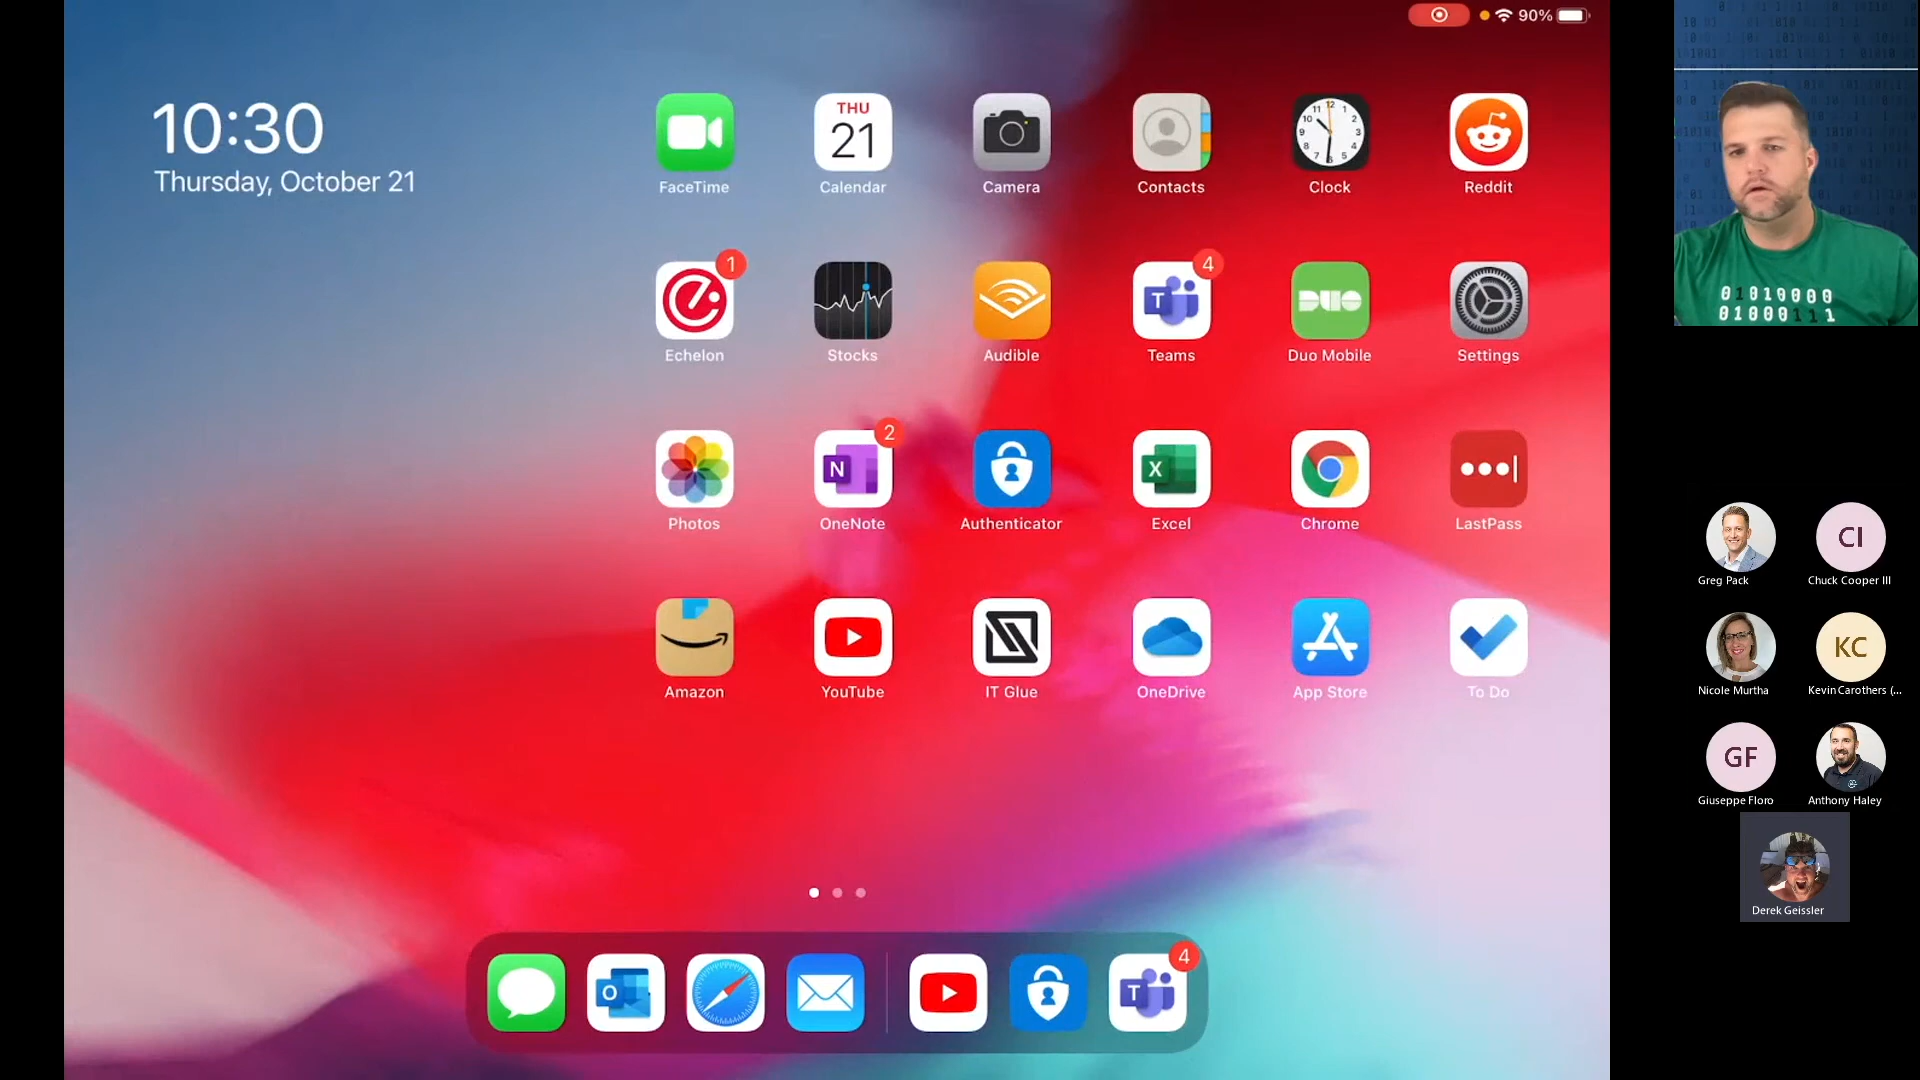 90%
10:30
Thursday, October 21
THU
21
FaceTime
Calendar
Camera
Contacts
Clock
Reddit
1
4
DUO
Echelon
Stocks
Audible
Teams
Duo Mobile
Settings
2
N
X
Photos
OneNote
Authenticator
Excel
Chrome
LastPass
Amazon
YouTube
IT Glue
OneDrive
App Store
To Do
4
O
T
01010000
01000111
CI
Greg Pack
Chuck Cooper III
KC
Nicole Murtha
Kevin Carothers (...
GF
Giuseppe Floro
Anthony Haley
Derek Geissler